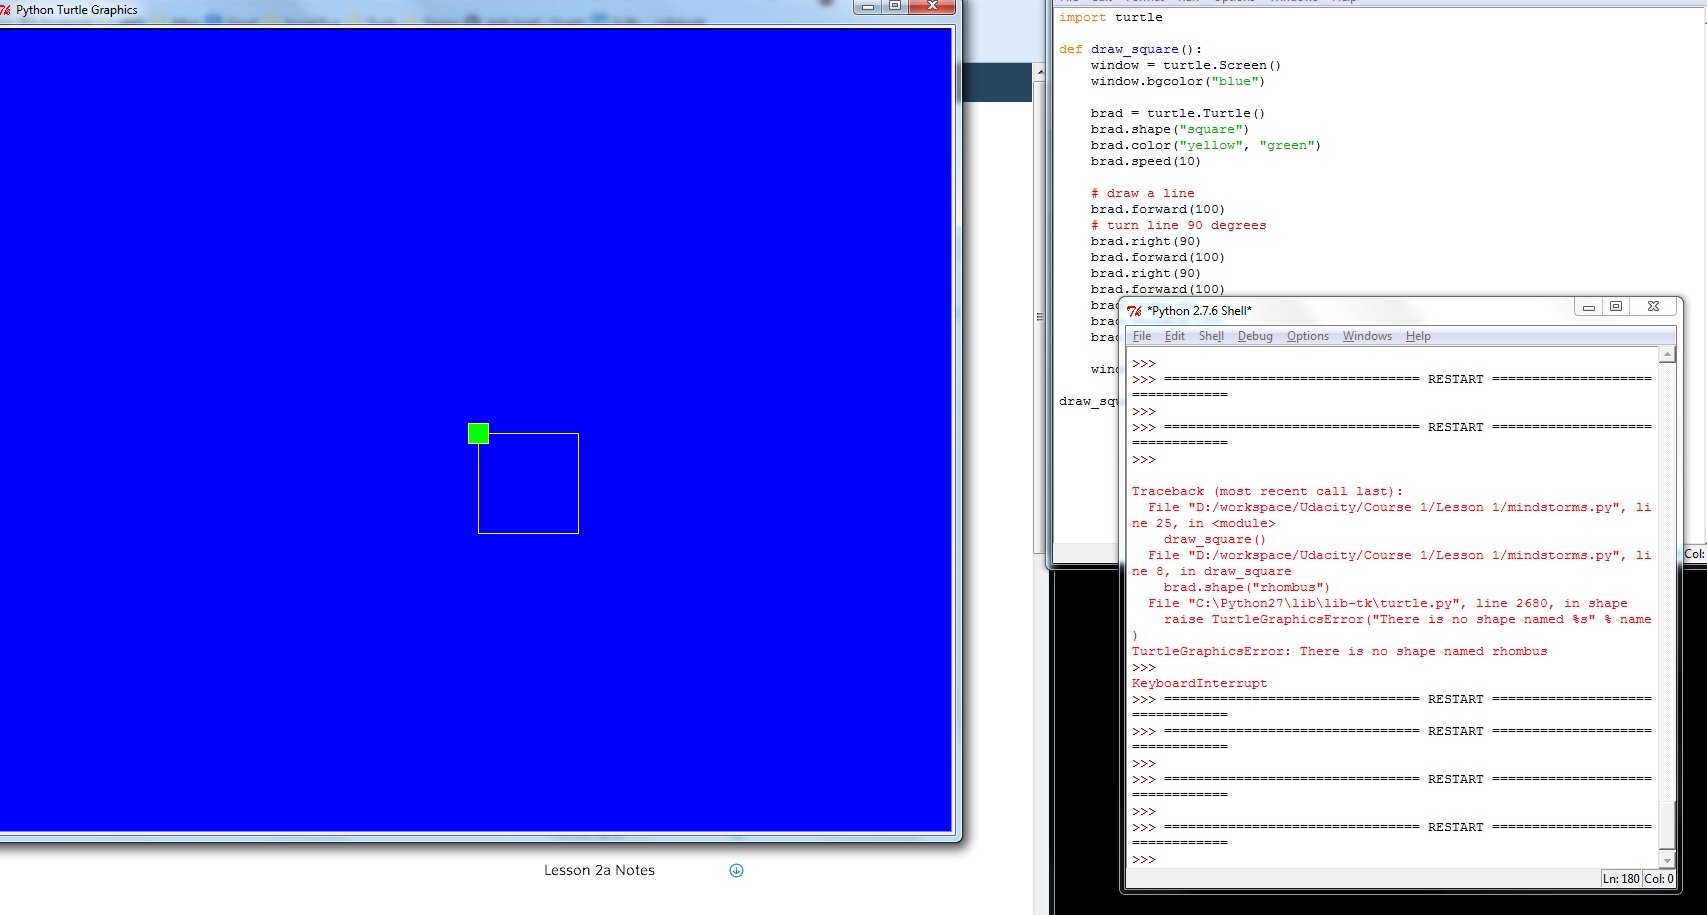 Python Turtle Graphics
import turtle
def draw_square():
window = turtle.Screen()
window.bgcolor("blue")
brad = turtle.Turtle()
brad.shape("square")
brad.color("yellow", "green")
brad.speed(10)
# draw a line
brad.forward(100)
# turn line 90 degrees
brad.right(90)
brad.forward(100)
brad.right(90)
brad.forward(100)
brad
brad
brad
wind
draw_squ
Col:
*Python 2.7.6 Shell*
File Edit Shell Debug Options Windows Help
>>>
>>> ================================ RESTART ====================
============
>>>
>>> ================================ RESTART ====================
============
>>>
Traceback (most recent call last):
File "D:/workspace/Udacity/Course 1/Lesson 1/mindstorms.py", li
ne 25, in <module>
draw_square()
File "D:/workspace/Udacity/Course 1/Lesson 1/mindstorms.py", li
ne 8, in draw_square
brad.shape("rhombus")
File "C:\Python27\lib\lib-tk\turtle.py", line 2680, in shape
raise TurtleGraphicsError("There is no shape named %s" % name
)
TurtleGraphicsError: There is no shape named rhombus
>>>
KeyboardInterrupt
>>> ================================ RESTART ====================
============
>>> ================================ RESTART ====================
============
>>>
>>> ================================ RESTART ====================
============
>>>
>>> ================================ RESTART ====================
============
>>>
Ln: 180 Col: 0
Lesson 2a Notes